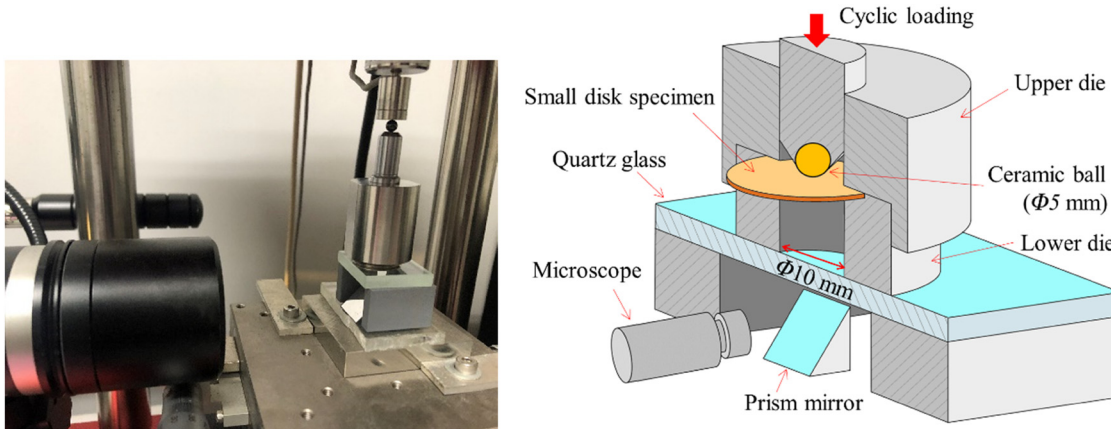 Cyclic loading
Upper die
Small disk specimen
Quartz glass
Ceramic ball
(Φ5 mm)
Lower die
Φ10 mm
Microscope
Prism mirror